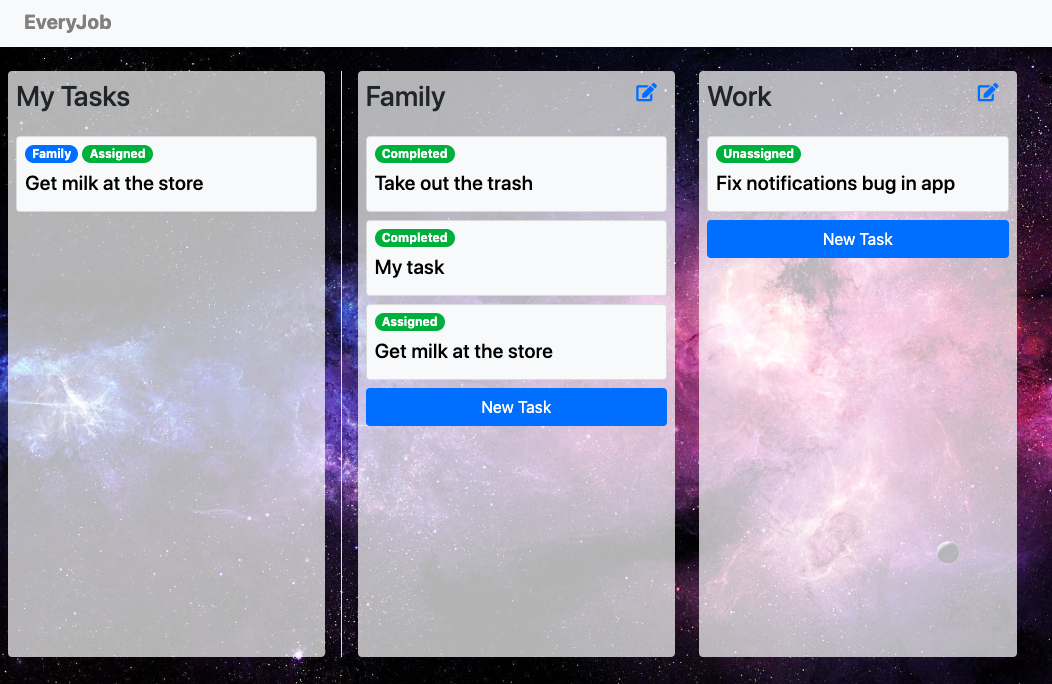 EveryJob
My Tasks
Family Assigned
Get milk at the store
Family
Completed
Take out the trash
Completed
My task
Assigned
Get milk at the store
New Task
Work
Unassigned
Fix notifications bug in app
New Task